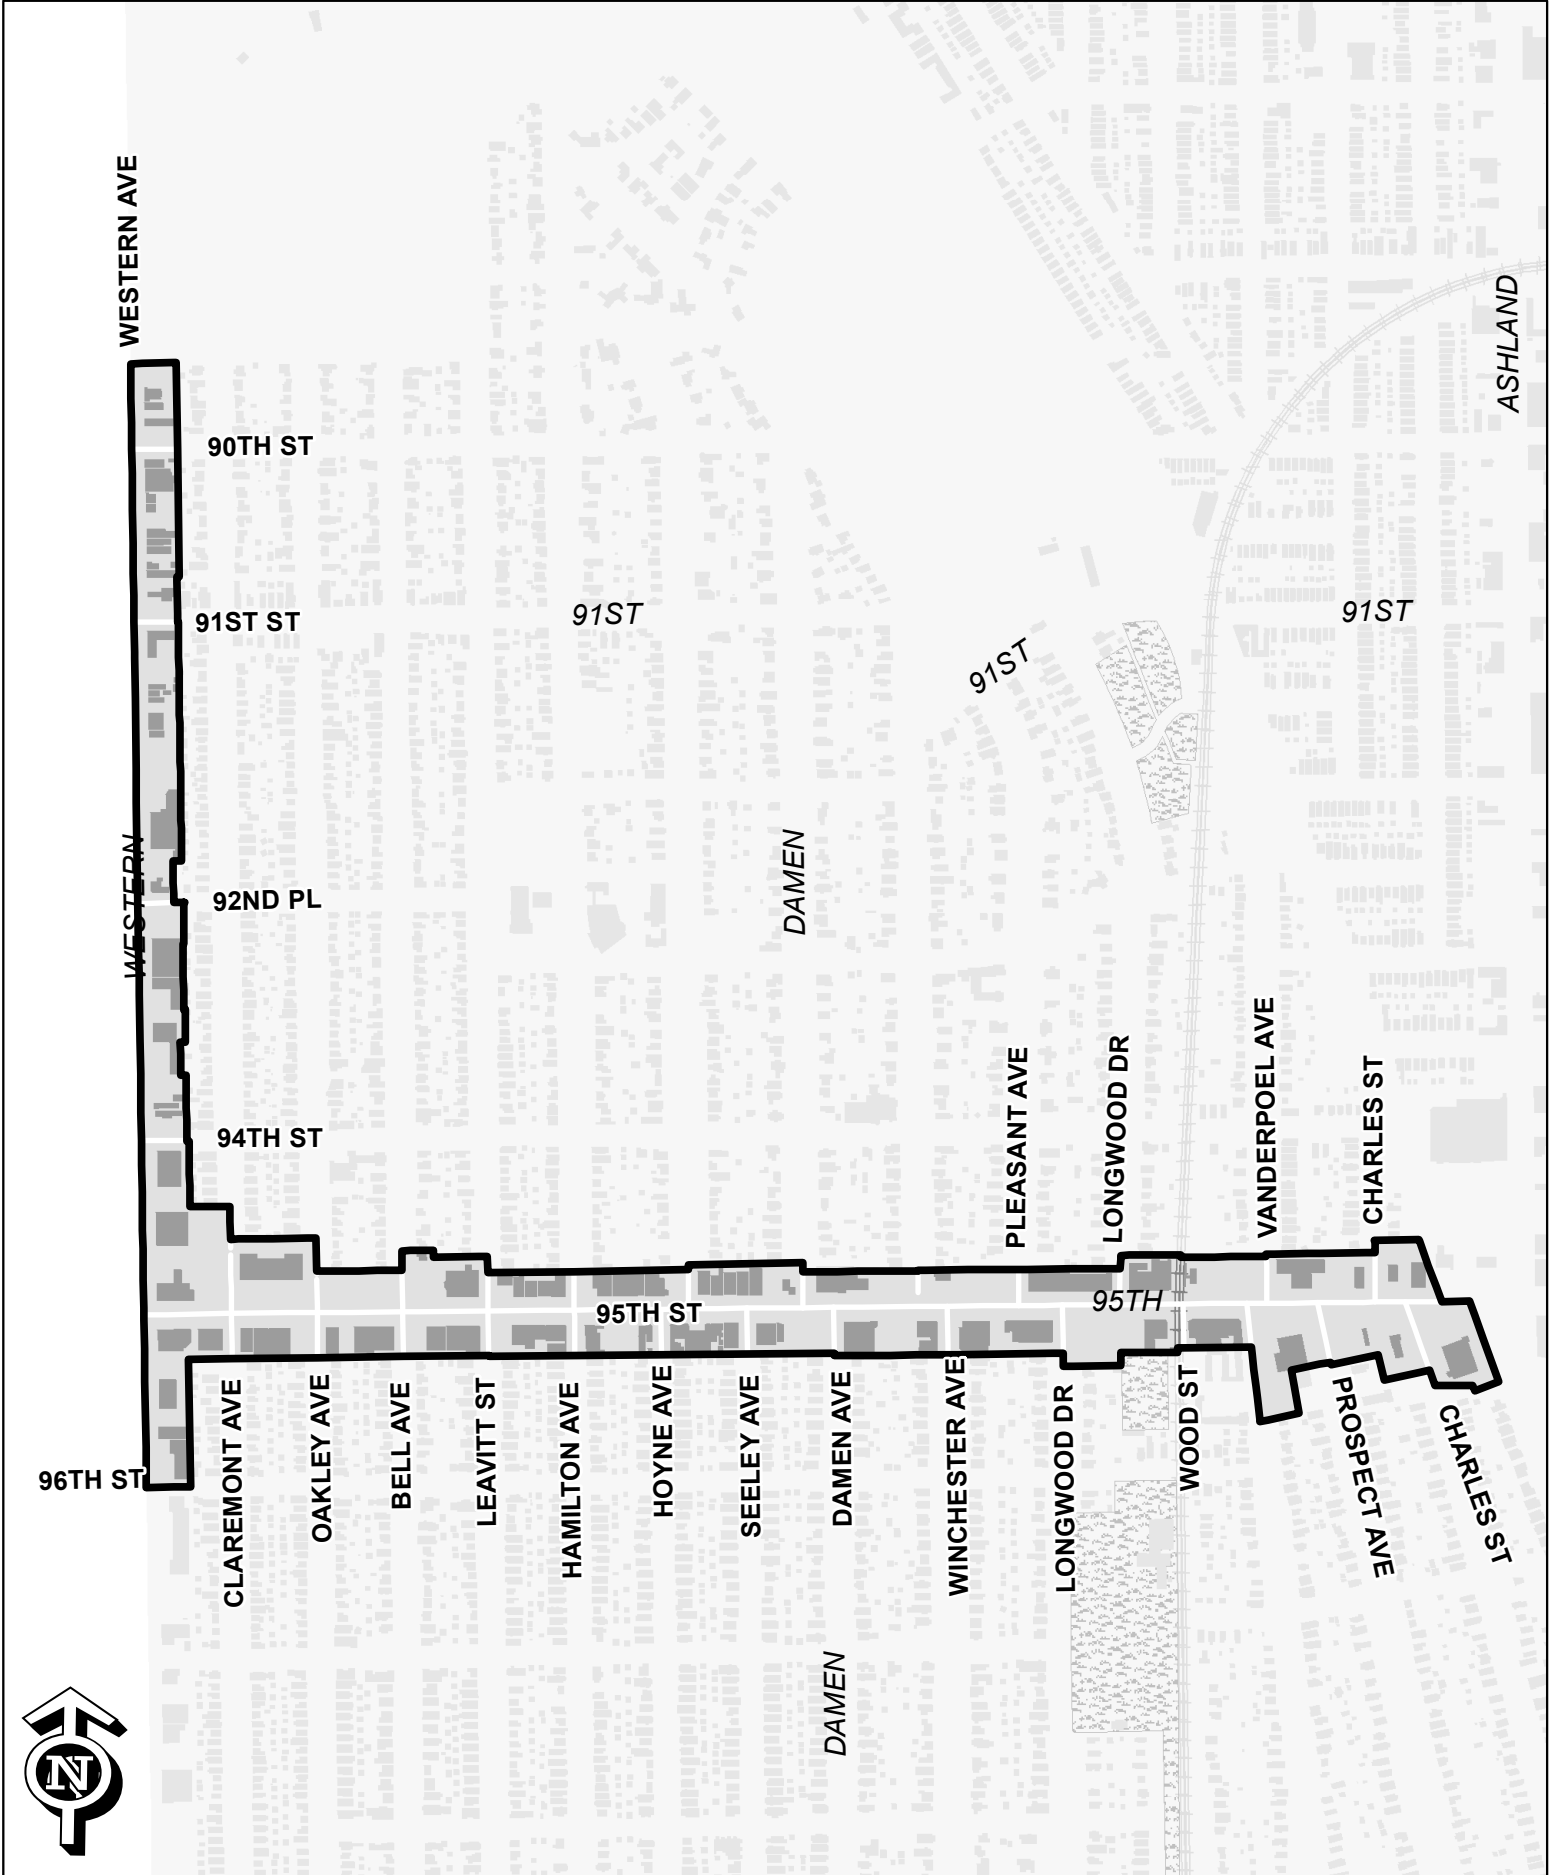 WESTERN AVE
ASHLAND
90TH ST
91ST ST
91ST
91ST
91ST
WESTERN
92ND PL
DAMEN
94TH ST
PLEASANT AVE
LONGWOOD DR
VANDERPOEL AVE
CHARLES ST
95TH ST
95TH
96TH ST
CLAREMONT AVE
OAKLEY AVE
BELL AVE
LEAVITT ST
HAMILTON AVE
HOYNE AVE
SEELEY AVE
DAMEN AVE
WINCHESTER AVE
LONGWOOD DR
WOOD ST
PROSPECT AVE
CHARLES ST
DAMEN
N